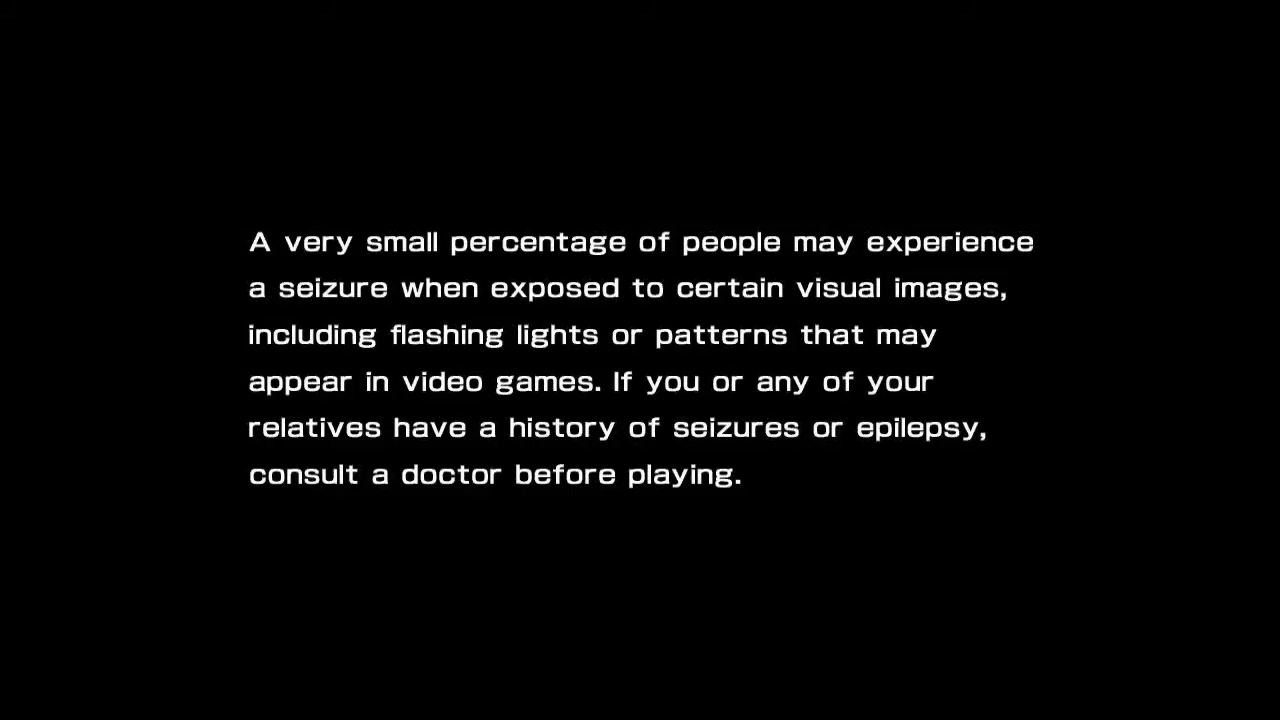 A very small percentage of people may experience
a seizure when exposed to certain visual images,
including flashing lights or patterns that may
appear in video games. If you or any of your
relatives have a history of seizures or epilepsy,
consult a doctor before playing.